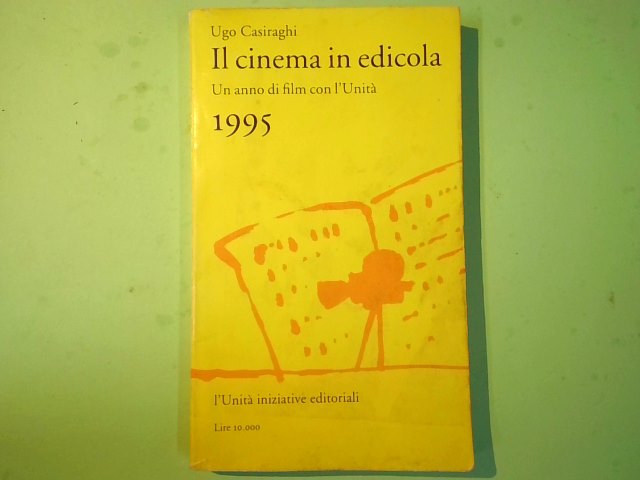 Ugo Casiraghi
Il cinema in edicola
Un anno di film con l'Unità
1995
l'Unità iniziative editoriali
Lire 10.000